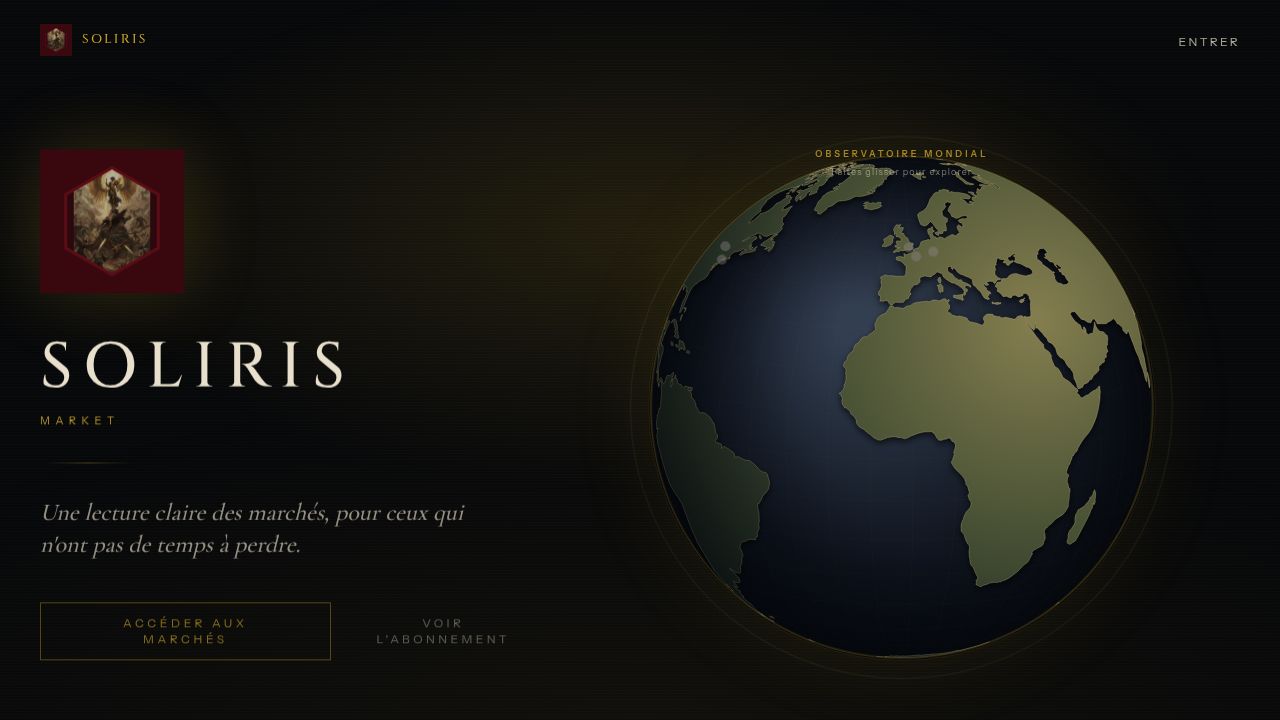 SOLIRIS
ENTRER
OBSERVATOIRE MONDIAL
Faites glisser pour explorer
SOLIRIS
MARKET
Une lecture claire des marchés, pour ceux qui
n'ont pas de temps à perdre.
ACCÉDER AUX
MARCHÉS
VOIR
L'ABONNEMENT